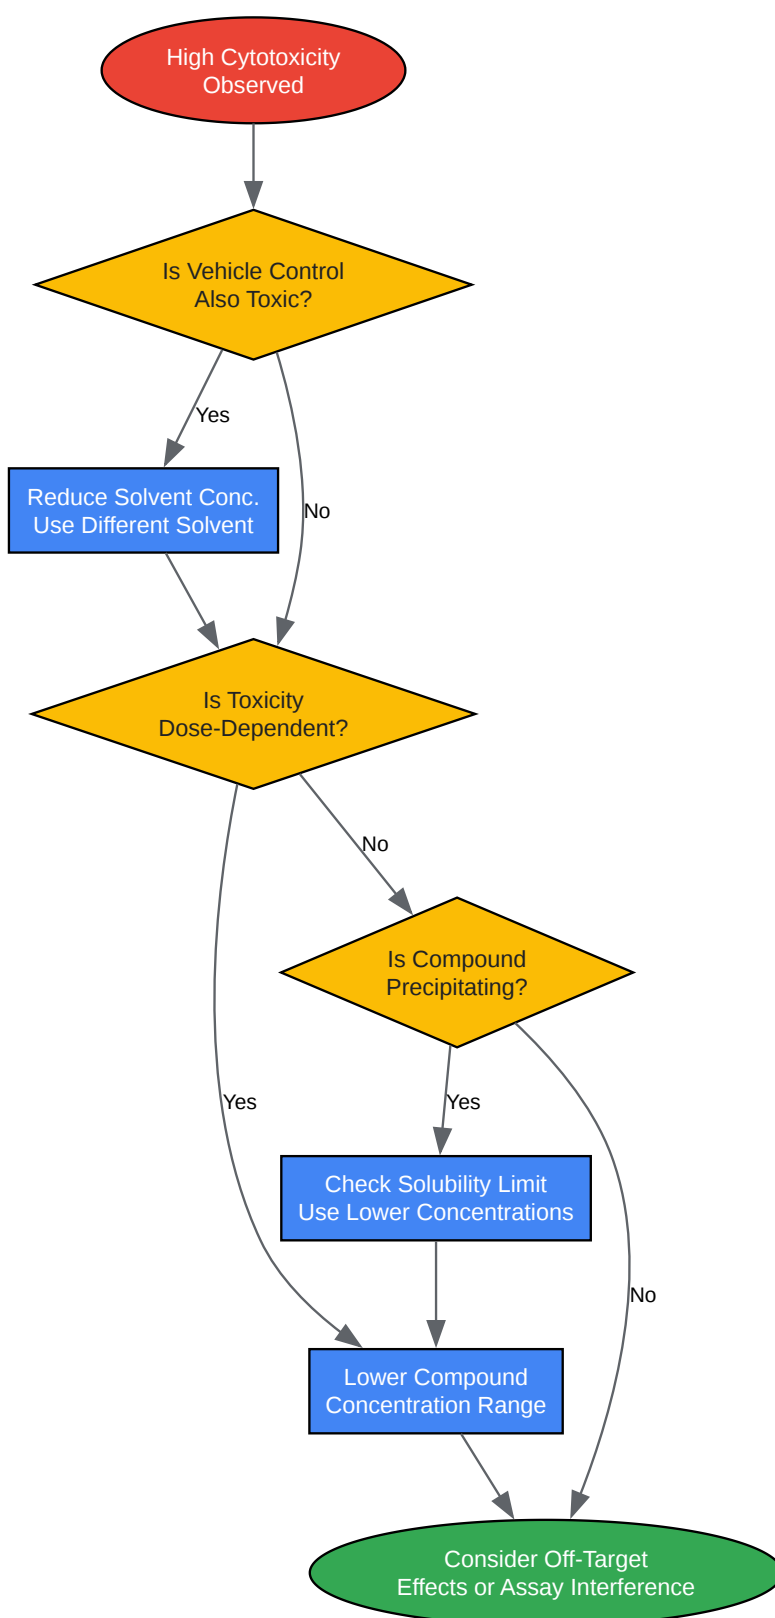 High Cytotoxicity
Observed
Is Vehicle Control
Also Toxic?
Yes
Reduce Solvent Conc.
Use Different Solvent
No
Is Toxicity
Dose-Dependent?
No
Is Compound
Precipitating?
Yes
Yes
Check Solubility Limit
Use Lower Concentrations
No
Lower Compound
Concentration Range
Consider Off-Target
Effects or Assay Interference